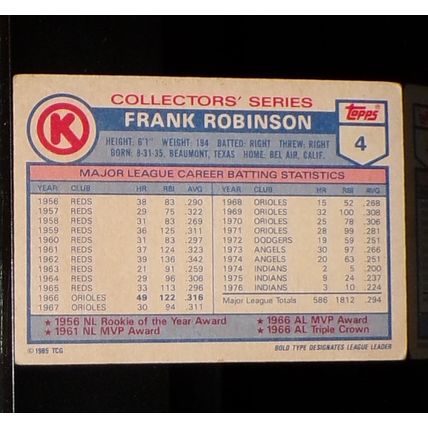 COLLECTORS' SERIES
Topps
K
FRANK ROBINSON
4
HEIGHT: 6'1" WEIGHT: 194 BATTED: RIGHT THREW: RIGHT
BORN: 8-31-35, BEAUMONT, TEXAS HOME: BEL AIR, CALIF.
MAJOR LEAGUE CAREER BATTING STATISTICS
YEAR CLUB HR RBI AVG YEAR CLUB HR RBI AVG
1956 REDS 38 83 .290 1968 ORIOLES 15 52 .268
1957 REDS 29 75 .322 1969 ORIOLES 32 100 .308
1958 REDS 31 83 .269 1970 ORIOLES 25 78 .306
1959 REDS 36 125 .311 1971 ORIOLES 28 99 .281
1960 REDS 31 83 .297 1972 DODGERS 19 59 .251
1961 REDS 37 124 .323 1973 ANGELS 30 97 .266
1962 REDS 39 136 .342 1974 ANGELS 20 63 .251
1963 REDS 21 91 .259 1974 INDIANS 2 5 .200
1964 REDS 29 96 .306 1975 INDIANS 9 24 .237
1965 REDS 33 113 .296 1976 INDIANS 3 10 .224
1966 ORIOLES 49 122 .316 Major League Totals 586 1812 .294
1967 ORIOLES 30 94 .311
★ 1956 NL Rookie of the Year Award ★ 1966 AL MVP Award
★ 1961 NL MVP Award ★ 1966 AL Triple Crown
© 1985 TCG BOLD TYPE DESIGNATES LEAGUE LEADER